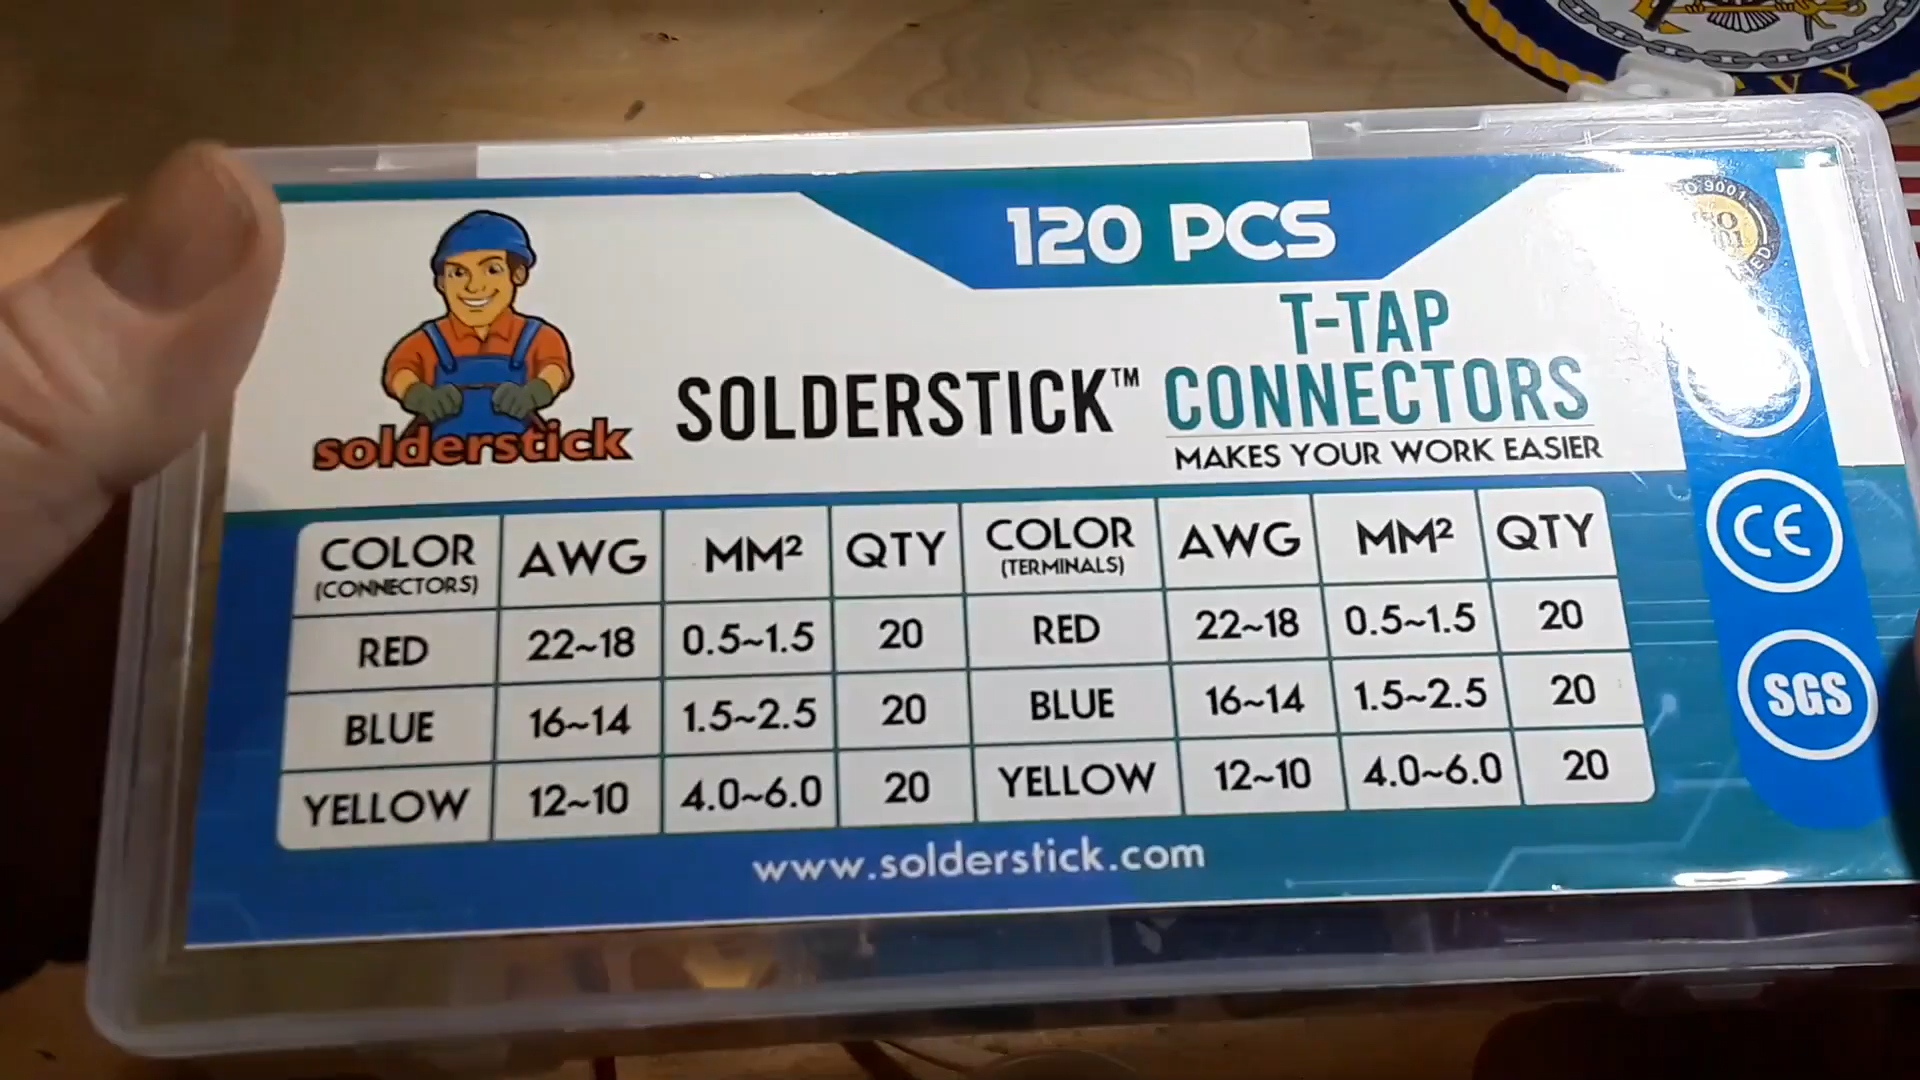 120 PCS
solderstick
SOLDERSTICK™
T-TAP
CONNECTORS
MAKES YOUR WORK EASIER
COLOR AWG MM² QTY COLOR AWG MM² QTY
(CONNECTORS) (TERMINALS)
RED 22~18 0.5~1.5 20 RED 22~18 0.5~1.5 20
BLUE 16~14 1.5~2.5 20 BLUE 16~14 1.5~2.5 20
YELLOW 12~10 4.0~6.0 20 YELLOW 12~10 4.0~6.0 20
www.solderstick.com
9001
CE
SGS